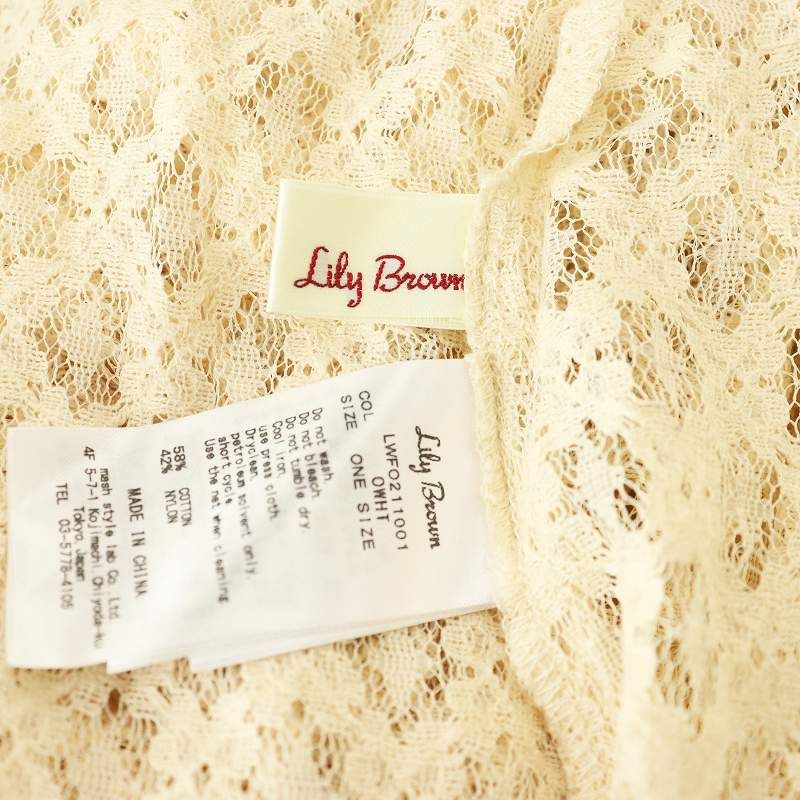 Lily Brown
Lily Brown
LWFO211001
COL OWHT
SIZE ONE SIZE
Do not wash.
Do not bleach.
Do not tumble dry.
Cool iron.
use press cloth.
Dryclean,
petroleum solvent only.
short cycle.
Use the net when cleaning
58% COTTON
42% NYLON
MADE IN CHINA
mash style lab Co., Ltd
4F 5-7-1 Kojimachi, Chiyoda-ku
Tokyo, Japan
TEL 03-5778-4105